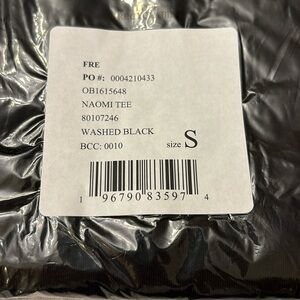 FRE
PO #: 0004210433
OB1615648
NAOMI TEE
80107246
WASHED BLACK
BCC: 0010 size S
1 96790 83597 4